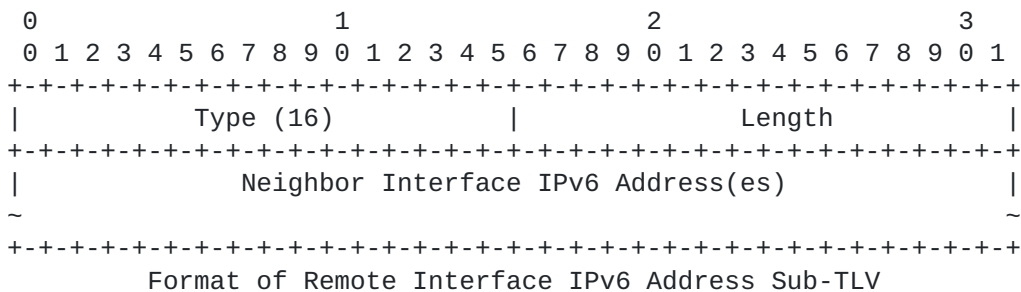 0                   1                   2                   3
 0 1 2 3 4 5 6 7 8 9 0 1 2 3 4 5 6 7 8 9 0 1 2 3 4 5 6 7 8 9 0 1
+-+-+-+-+-+-+-+-+-+-+-+-+-+-+-+-+-+-+-+-+-+-+-+-+-+-+-+-+-+-+-+-+
|           Type (16)           |              Length           |
+-+-+-+-+-+-+-+-+-+-+-+-+-+-+-+-+-+-+-+-+-+-+-+-+-+-+-+-+-+-+-+-+
|              Neighbor Interface IPv6 Address(es)              |
~                                                               ~
+-+-+-+-+-+-+-+-+-+-+-+-+-+-+-+-+-+-+-+-+-+-+-+-+-+-+-+-+-+-+-+-+
         Format of Remote Interface IPv6 Address Sub-TLV